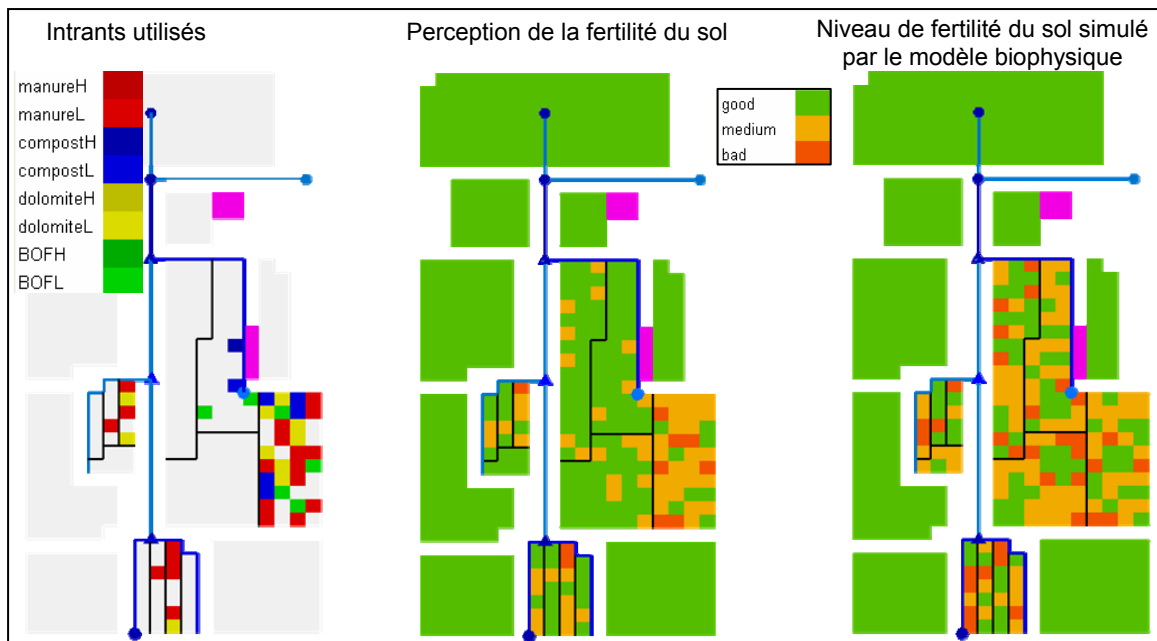 Intrants utilisés
Perception de la fertilité du sol
Niveau de fertilité du sol simulé
par le modèle biophysique
manureH
manureL
compostH
compostL
dolomiteH
dolomiteL
BOFH
BOFL
good
medium
bad